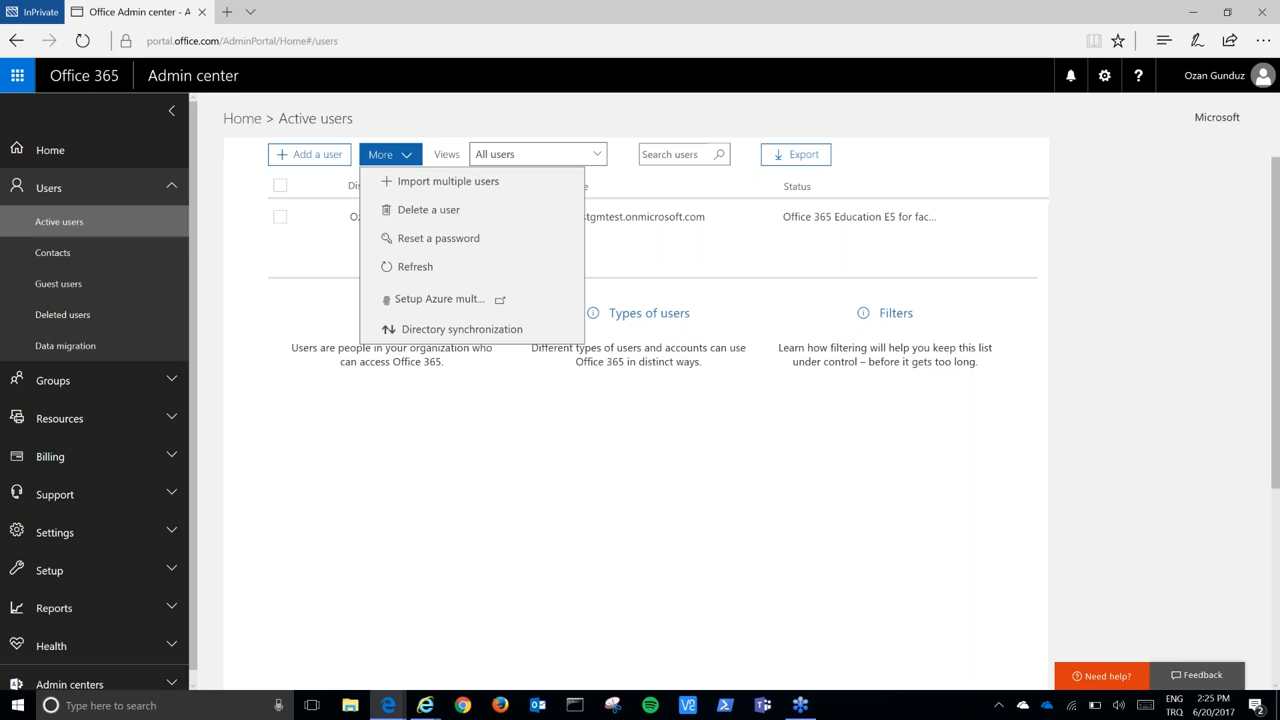 InPrivate
Office Admin center - A
portal.office.com/AdminPortal/Home#/users
Office 365
Admin center
Ozan Gunduz
Home > Active users
Microsoft
Add a user
More
Views
All users
Search users
Export
Status
stgmtest.onmicrosoft.com
Office 365 Education E5 for fac...
Import multiple users
Delete a user
Reset a password
Refresh
Setup Azure mult...
Directory synchronization
Users are people in your organization who
can access Office 365.
Types of users
Different types of users and accounts can use
Office 365 in distinct ways.
Filters
Learn how filtering will help you keep this list
under control – before it gets too long.
Home
Users
Active users
Contacts
Guest users
Deleted users
Data migration
Groups
Resources
Billing
Support
Settings
Setup
Reports
Health
Admin centers
Need help?
Feedback
Type here to search
ENG
TRQ
2:25 PM
6/20/2017